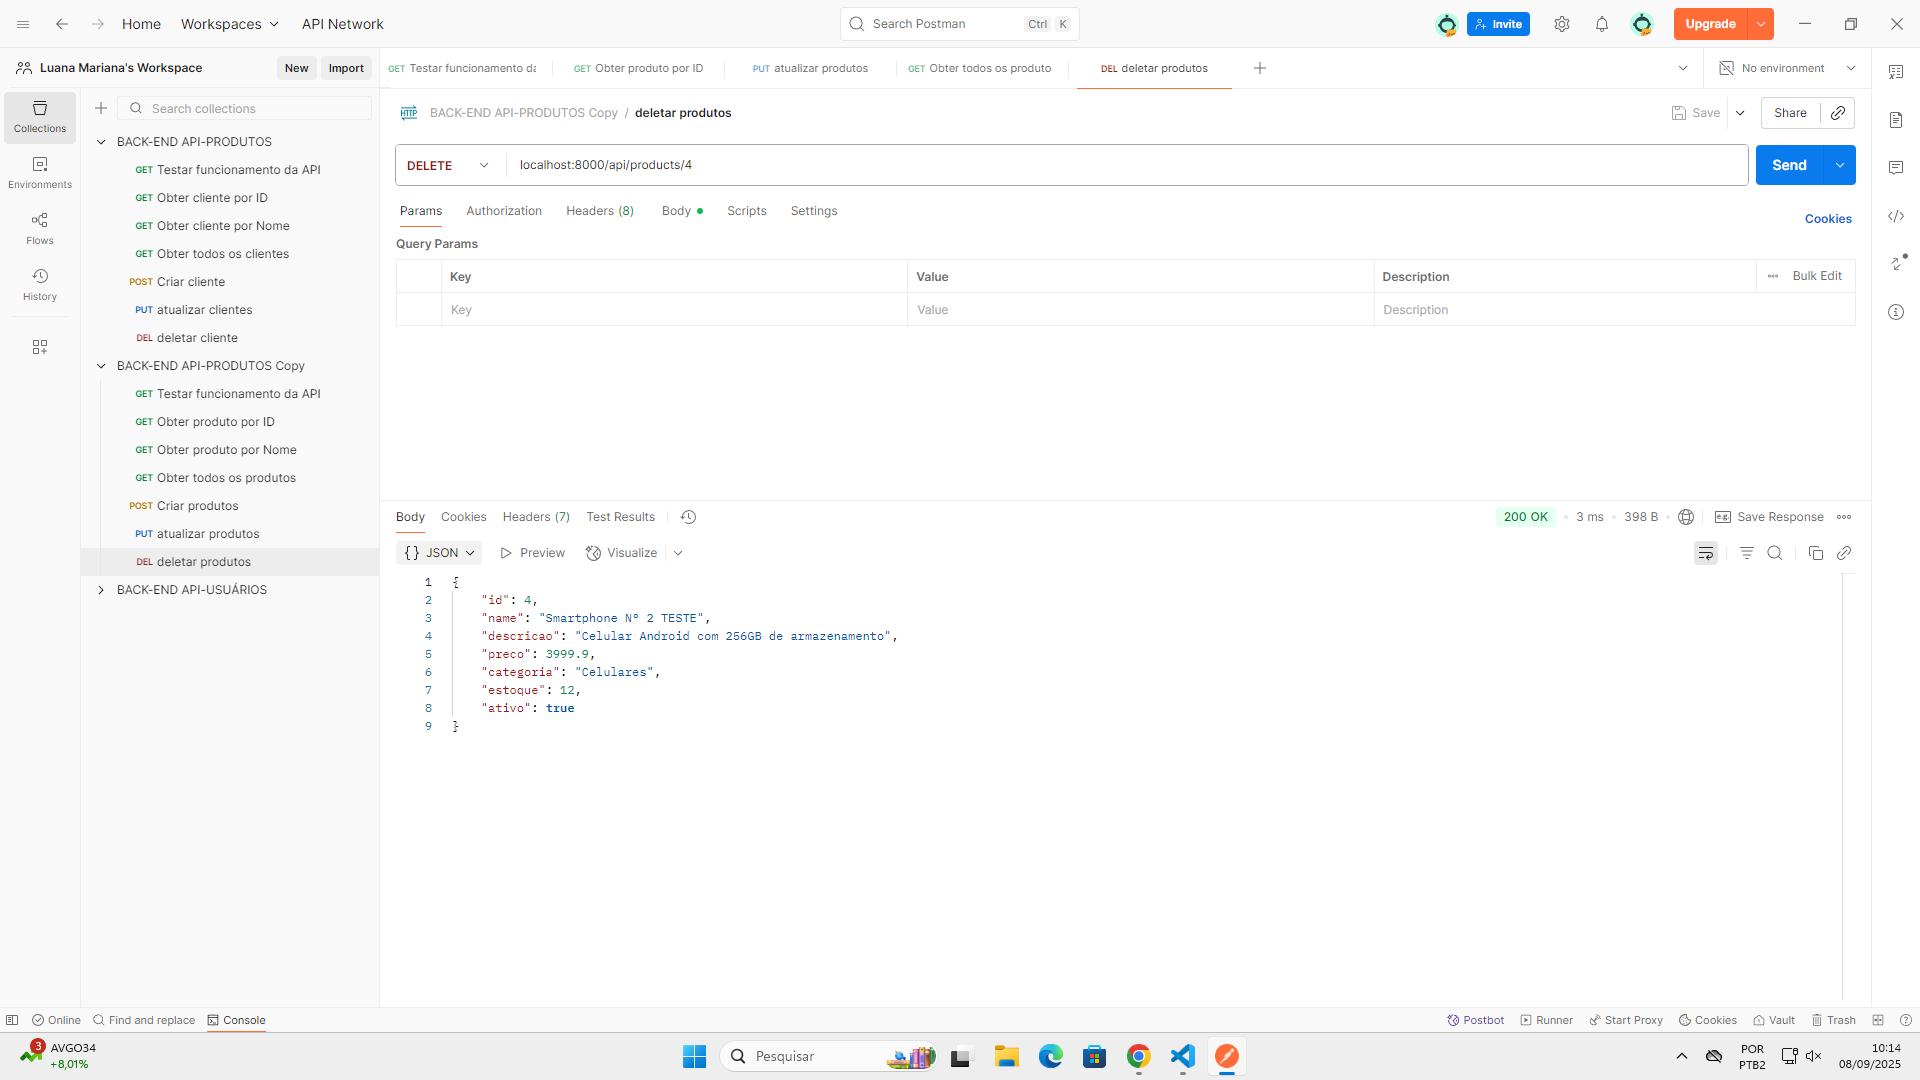 Home
Workspaces
API Network
Search Postman
Ctrl K
Invite
Upgrade
Luana Mariana's Workspace
New
Import
GET Testar funcionamento da
GET Obter produto por ID
PUT atualizar produtos
GET Obter todos os produto
DEL deletar produtos
No environment
Collections
Environments
Flows
History
Search collections
BACK-END API-PRODUTOS
GET Testar funcionamento da API
GET Obter cliente por ID
GET Obter cliente por Nome
GET Obter todos os clientes
POST Criar cliente
PUT atualizar clientes
DEL deletar cliente
BACK-END API-PRODUTOS Copy
GET Testar funcionamento da API
GET Obter produto por ID
GET Obter produto por Nome
GET Obter todos os produtos
POST Criar produtos
PUT atualizar produtos
DEL deletar produtos
BACK-END API-USUÁRIOS
HTTP BACK-END API-PRODUTOS Copy / deletar produtos
Save
Share
DELETE
localhost:8000/api/products/4
Send
Params
Authorization
Headers (8)
Body
Scripts
Settings
Cookies
Query Params
Key Value Description Bulk Edit
Key Value Description
Body
Cookies
Headers (7)
Test Results
200 OK
3 ms
398 B
e.g. Save Response
{} JSON
Preview
Visualize
1 {
2 "id": 4,
3 "name": "Smartphone N° 2 TESTE",
4 "descricao": "Celular Android com 256GB de armazenamento",
5 "preco": 3999.9,
6 "categoria": "Celulares",
7 "estoque": 12,
8 "ativo": true
9 }
Online
Find and replace
Console
Postbot
Runner
Start Proxy
Cookies
Vault
Trash
3
AVGO34
+8,01%
Pesquisar
POR
PTB2
10:14
08/09/2025